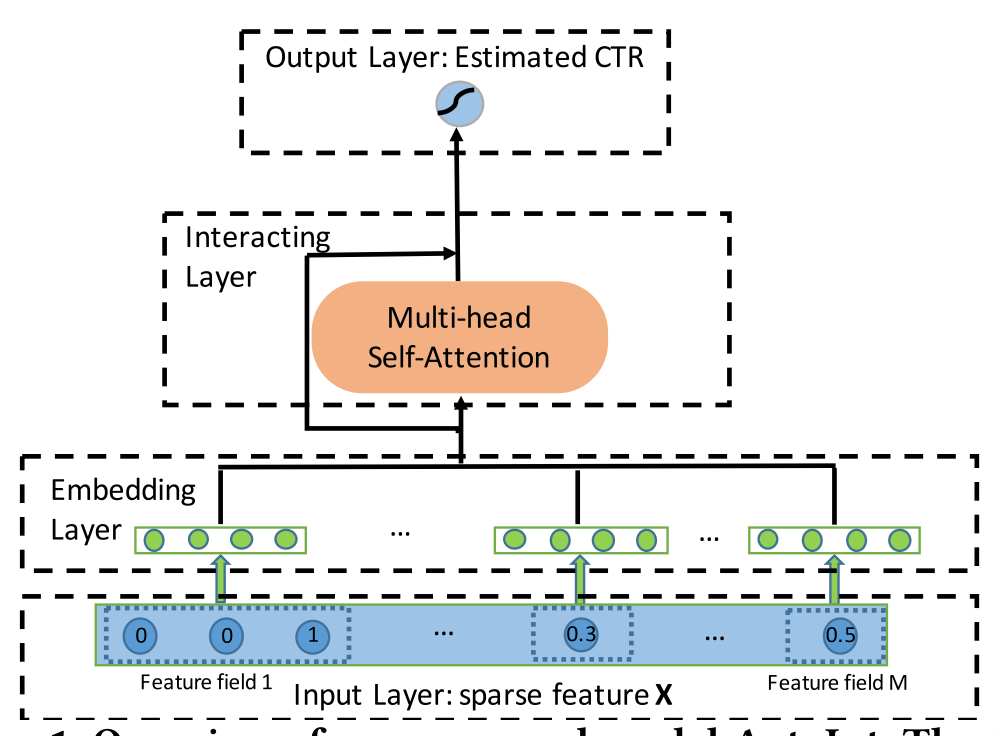 Output Layer: Estimated CTR
Interacting
Layer
Multi-head
Self-Attention
Embedding
Layer
... ...
0 0 1 ... 0.3 ... 0.5
Feature field 1
Feature field M
Input Layer: sparse feature X